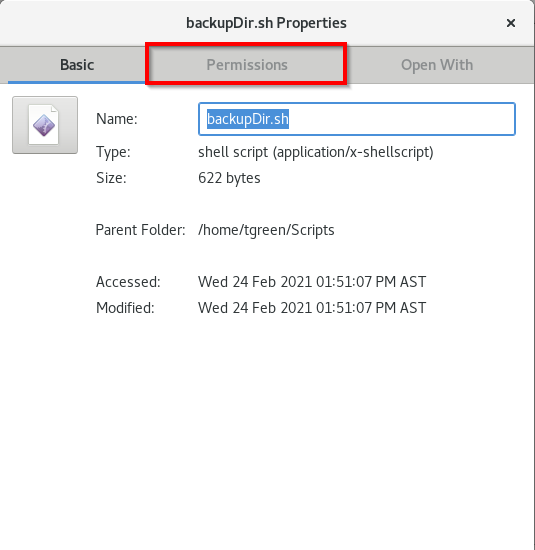 backupDir.sh Properties
Basic Permissions Open With
Name: backupDir.sh
Type: shell script (application/x-shellscript)
Size: 622 bytes
Parent Folder: /home/tgreen/Scripts
Accessed: Wed 24 Feb 2021 01:51:07 PM AST
Modified: Wed 24 Feb 2021 01:51:07 PM AST